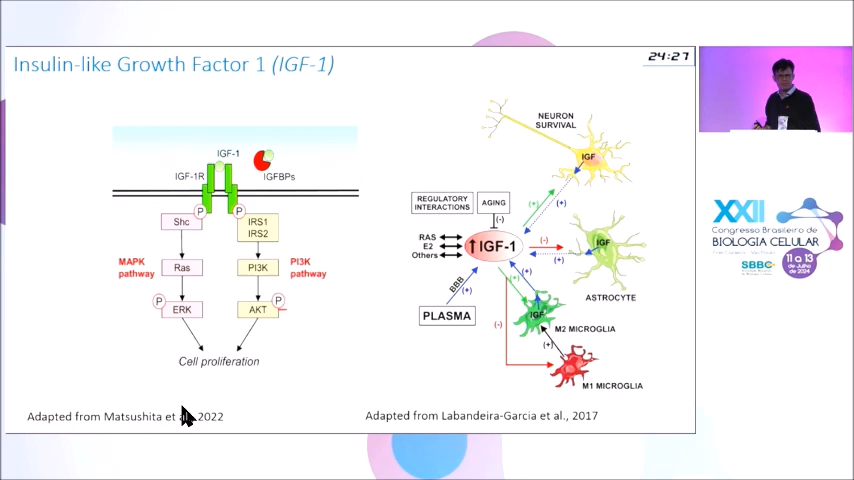 Insulin-like Growth Factor 1 (IGF-1)
24:27
IGF-1
IGF-1R
IGFBPs
P
P
Shc
IRS1
IRS2
MAPK
pathway
Ras
PI3K
PI3K
pathway
P
ERK
AKT
P
Cell proliferation
Adapted from Matsushita et al., 2022
NEURON
SURVIVAL
IGF
REGULATORY
INTERACTIONS
AGING
(-)
(+)
(+)
RAS
E2
Others
IGF-1
(-)
(+)
IGF
ASTROCYTE
BBB
(+)
(+)
(+)
PLASMA
IGF
M2 MICROGLIA
(-)
(+)
M1 MICROGLIA
Adapted from Labandeira-Garcia et al., 2017
XXII
Congresso Brasileiro de
BIOLOGIA CELULAR
SBBC
11 a 13
de Julho
de 2024